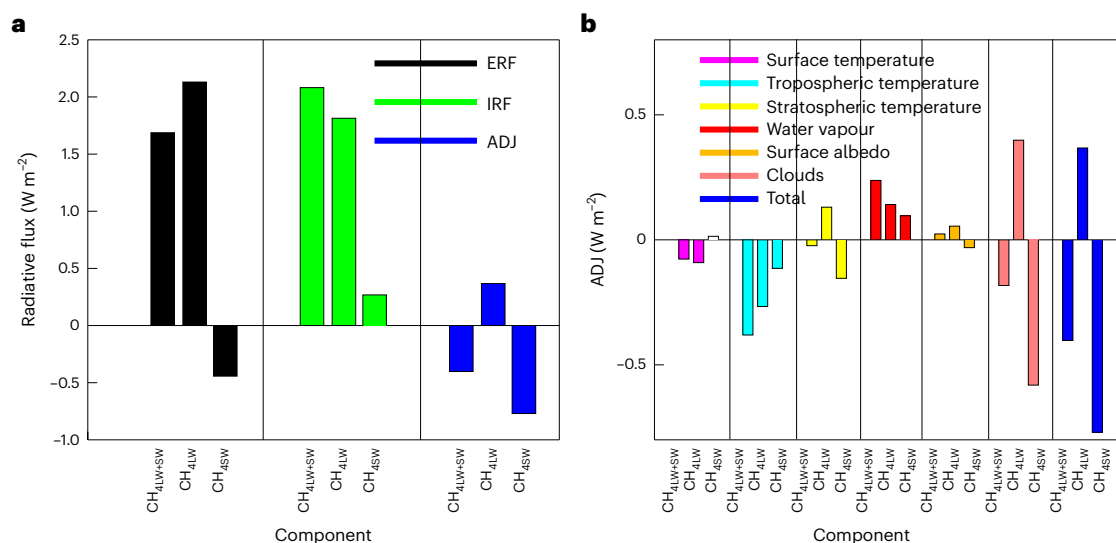 a
2.5
2.0
1.5
1.0
0.5
0
–0.5
–1.0
Radiative flux (W m⁻²)
ERF
IRF
ADJ
CH₄LW+SW
CH₄LW
CH₄SW
CH₄LW+SW
CH₄LW
CH₄SW
CH₄LW+SW
CH₄LW
CH₄SW
Component
b
0.5
0
–0.5
ADJ (W m⁻²)
Surface temperature
Tropospheric temperature
Stratospheric temperature
Water vapour
Surface albedo
Clouds
Total
CH₄LW+SW
CH₄LW
CH₄SW
CH₄LW+SW
CH₄LW
CH₄SW
CH₄LW+SW
CH₄LW
CH₄SW
CH₄LW+SW
CH₄LW
CH₄SW
CH₄LW+SW
CH₄LW
CH₄SW
CH₄LW+SW
CH₄LW
CH₄SW
CH₄LW+SW
CH₄LW
CH₄SW
Component